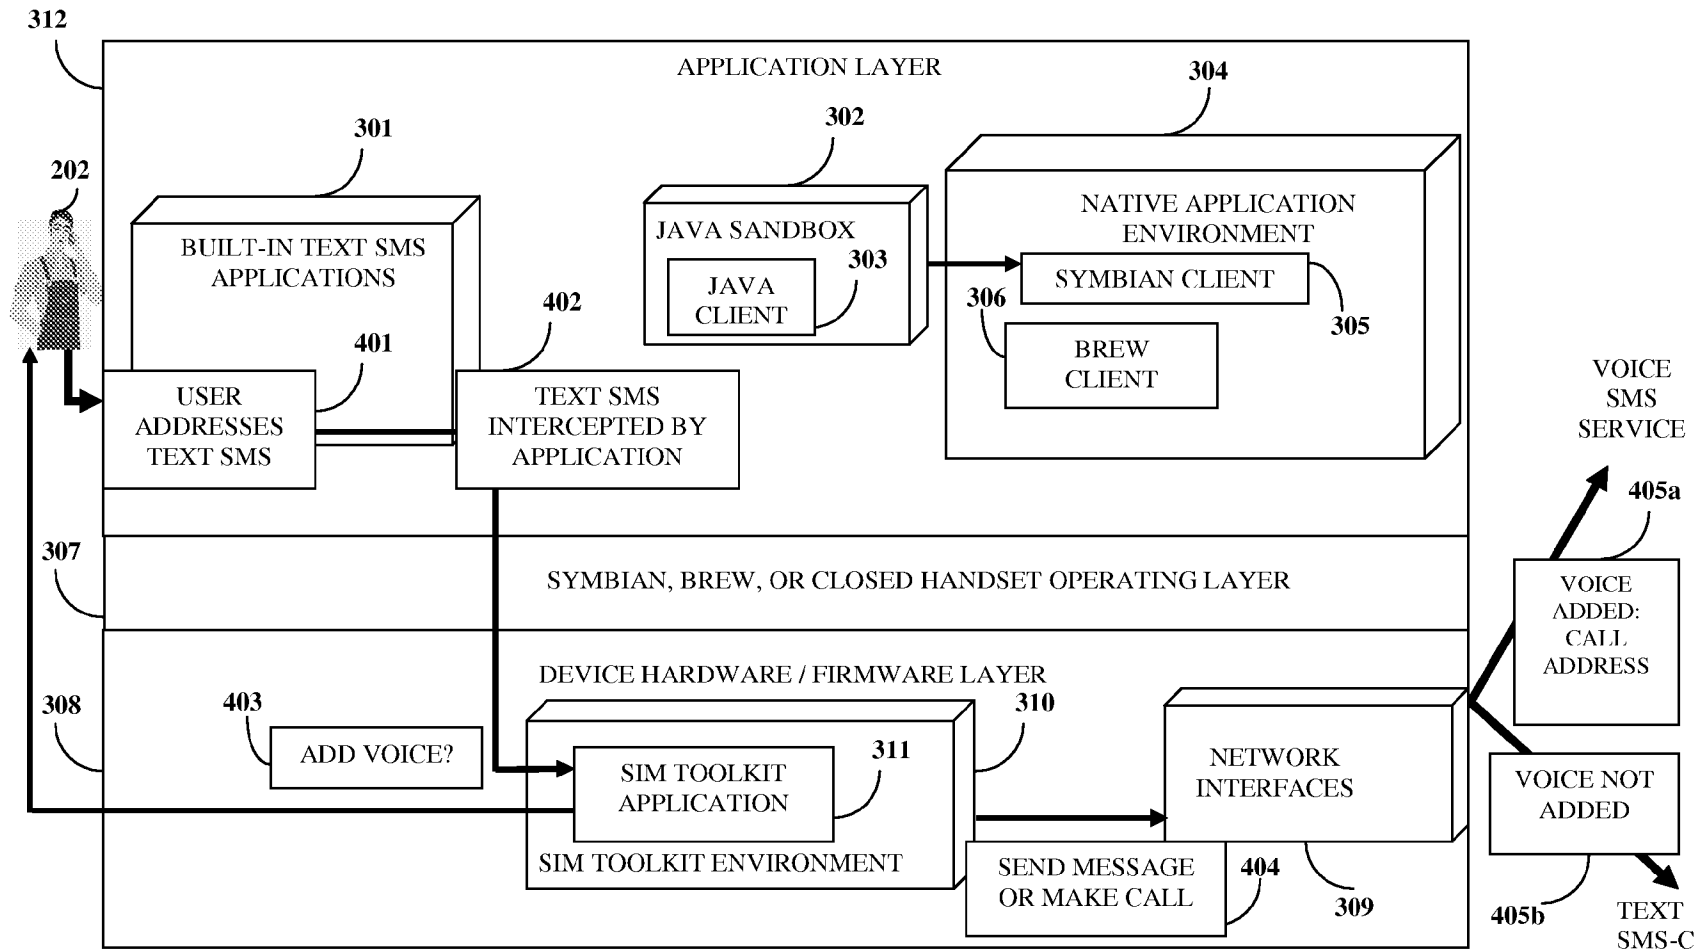 312
APPLICATION LAYER
304
301
302
202
BUILT-IN TEXT SMS
APPLICATIONS
JAVA SANDBOX
303
JAVA
CLIENT
NATIVE APPLICATION
ENVIRONMENT
SYMBIAN CLIENT
305
306
BREW
CLIENT
402
401
USER
ADDRESSES
TEXT SMS
TEXT SMS
INTERCEPTED BY
APPLICATION
VOICE
SMS
SERVICE
405a
307
SYMBIAN, BREW, OR CLOSED HANDSET OPERATING LAYER
VOICE
ADDED:
CALL
ADDRESS
308
DEVICE HARDWARE / FIRMWARE LAYER
403
ADD VOICE?
310
311
SIM TOOLKIT
APPLICATION
SIM TOOLKIT ENVIRONMENT
NETWORK
INTERFACES
SEND MESSAGE
OR MAKE CALL
404
309
VOICE NOT
ADDED
405b
TEXT
SMS-C